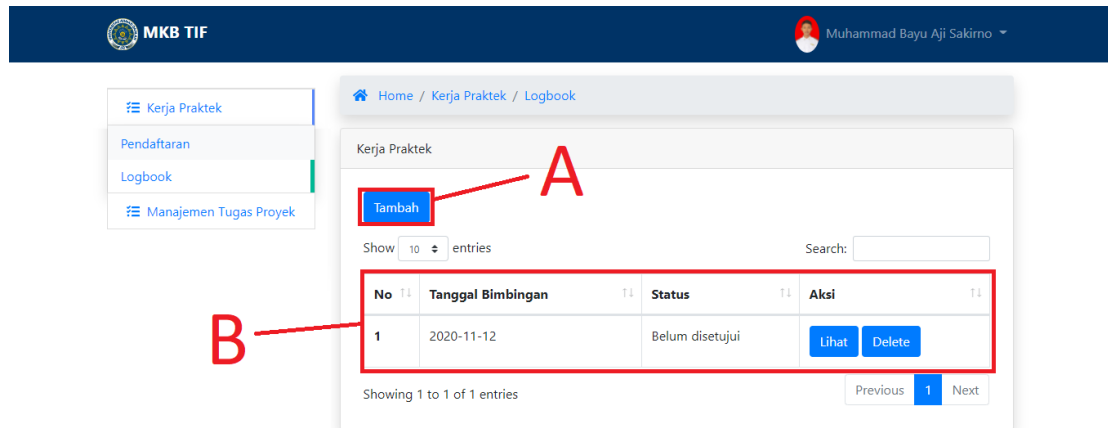 MKB TIF
Muhammad Bayu Aji Sakirno
Kerja Praktek
Pendaftaran
Logbook
Manajemen Tugas Proyek
Home / Kerja Praktek / Logbook
Kerja Praktek
A
Tambah
Show 10 entries
Search:
B
No Tanggal Bimbingan Status Aksi
1 2020-11-12 Belum disetujui Lihat Delete
Showing 1 to 1 of 1 entries
Previous 1 Next